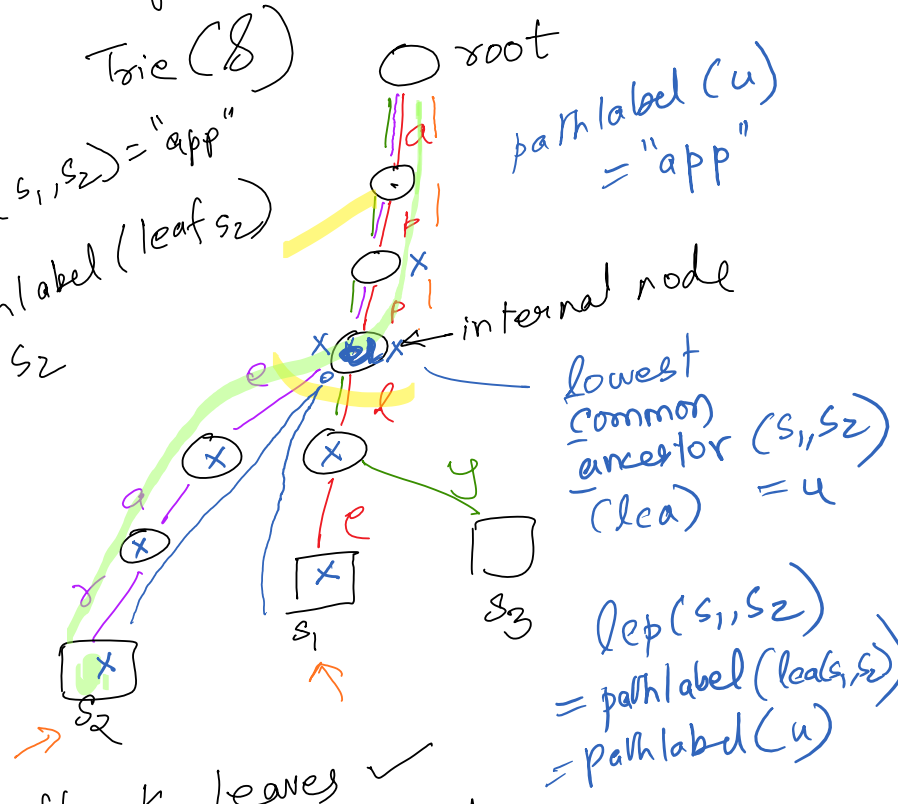 Trie (S)
root
s1, s2) = "app"
label (leaf s2)
s2
pathlabel (u)
= "app"
a
p
p
internal node
u
e
l
a
r
e
y
s2
s1
s3
lowest
common
ancestor (s1, s2)
(lca) = u
lcp (s1, s2)
= pathlabel (lca(s1, s2)
= pathlabel (u)
leaves ✓